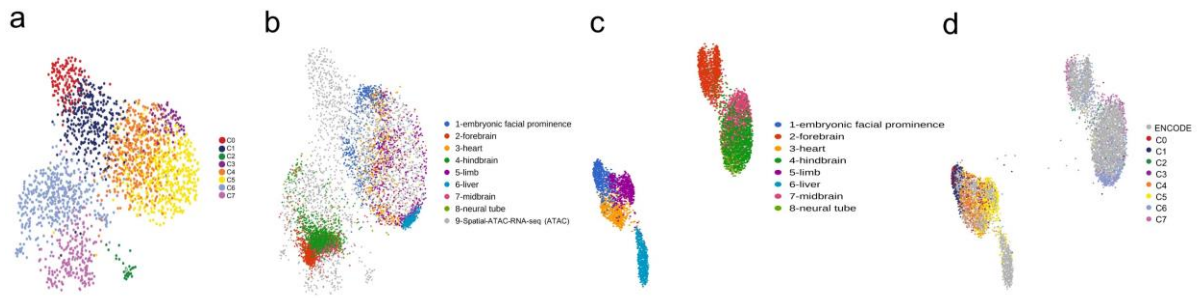 a
C0
C1
C2
C3
C4
C5
C6
C7
b
1-embryonic facial prominence
2-forebrain
3-heart
4-hindbrain
5-limb
6-liver
7-midbrain
8-neural tube
9-Spatial-ATAC-RNA-seq (ATAC)
c
1-embryonic facial prominence
2-forebrain
3-heart
4-hindbrain
5-limb
6-liver
7-midbrain
8-neural tube
d
ENCODE
C0
C1
C2
C3
C4
C5
C6
C7